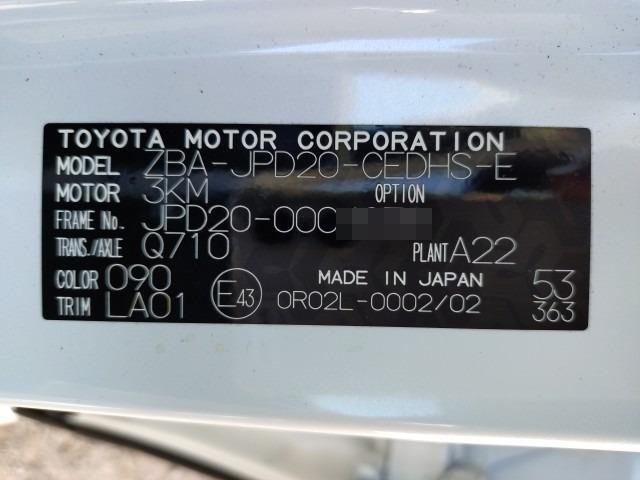 TOYOTA MOTOR CORPORATION
MODEL ZBA-JPD20-CEDHS-E
MOTOR 3KM OPTION
FRAME No. JPD20-000
TRANS./AXLE Q710 PLANT A22
COLOR 090 MADE IN JAPAN 53
TRIM LA01 E43 0R02L-0002/02 363